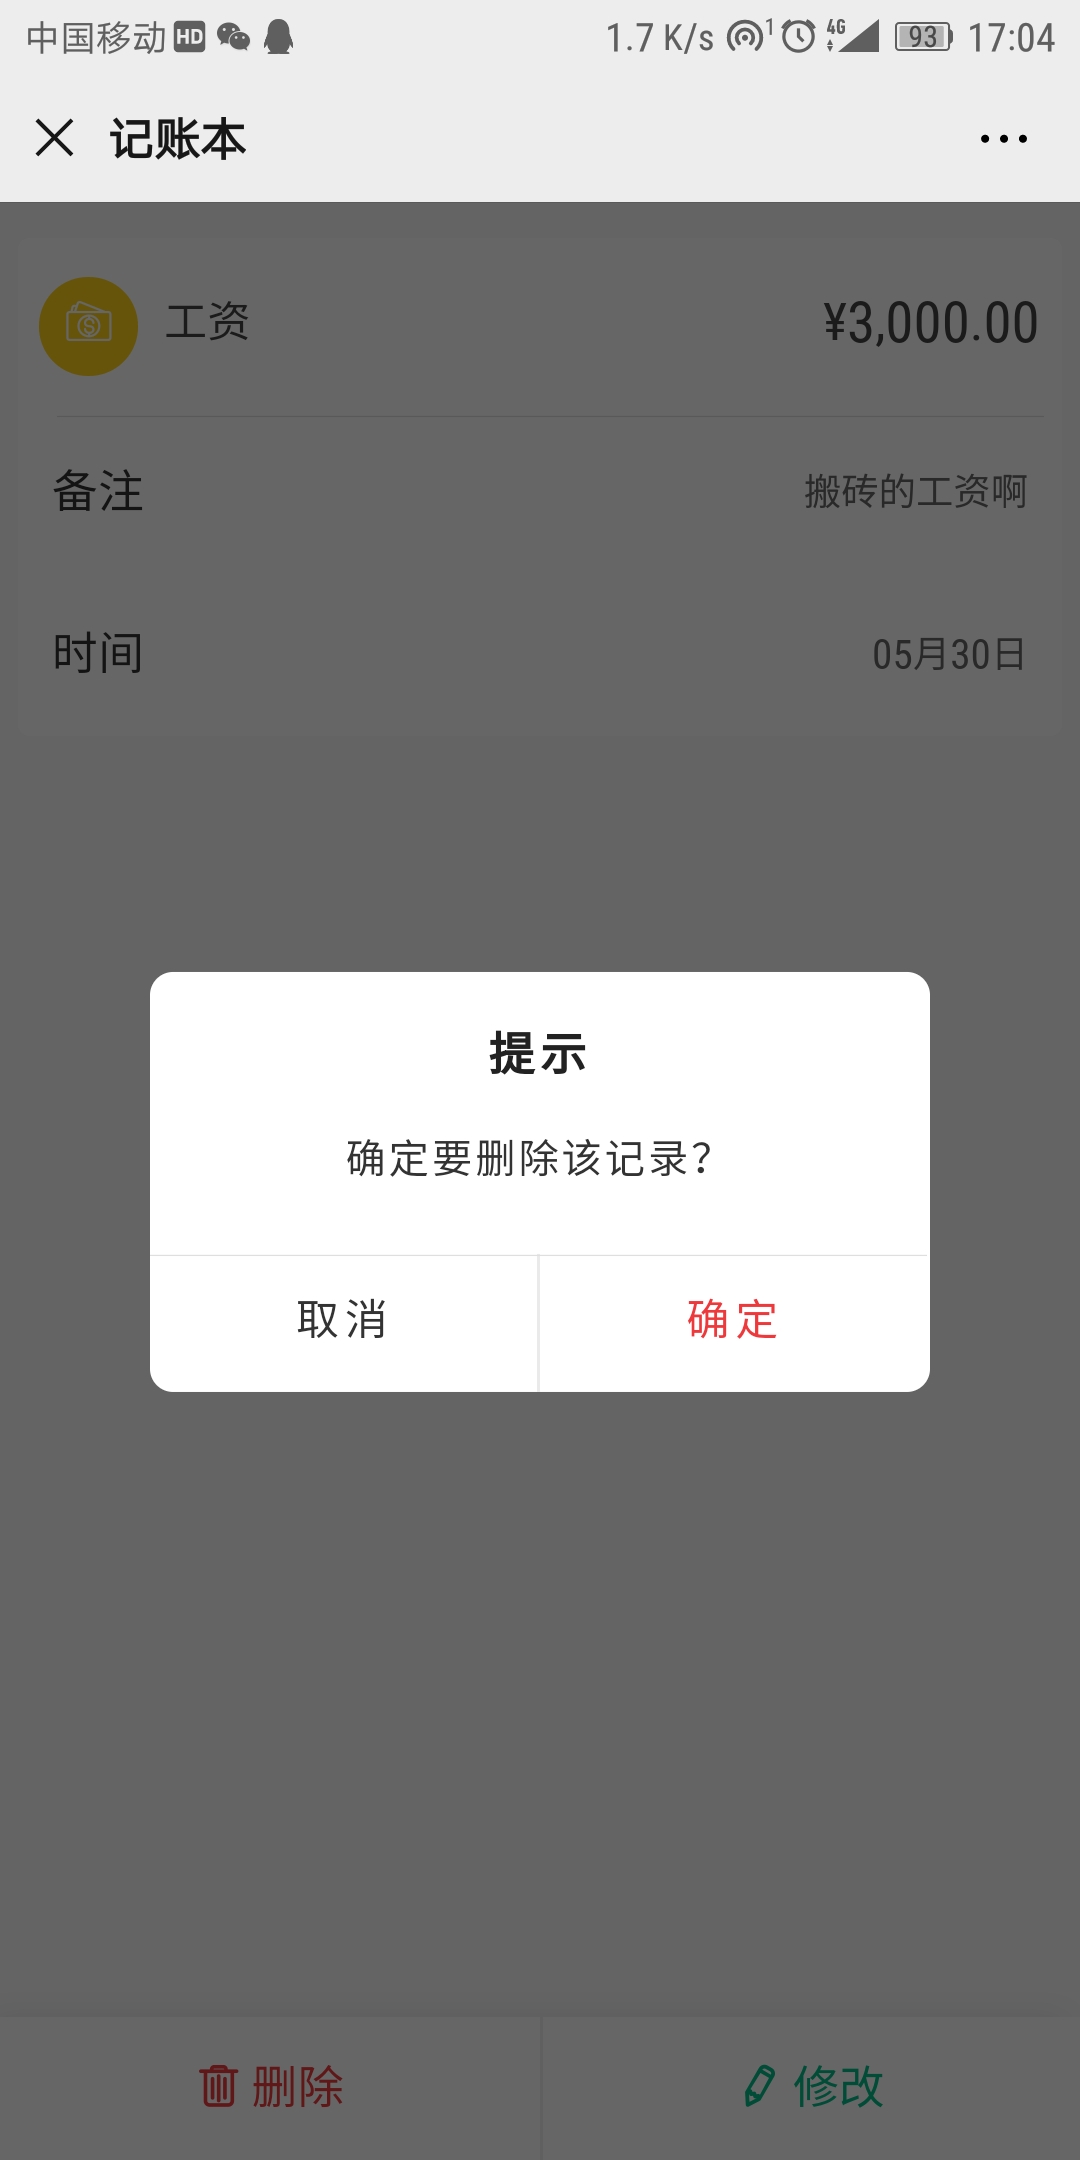 中国移动 HD 1.7 K/s 1 4G 93 17:04
记账本
工资 ¥3,000.00
备注 搬砖的工资啊
时间 05月30日
提示
确定要删除该记录？
取消 确定
删除 修改